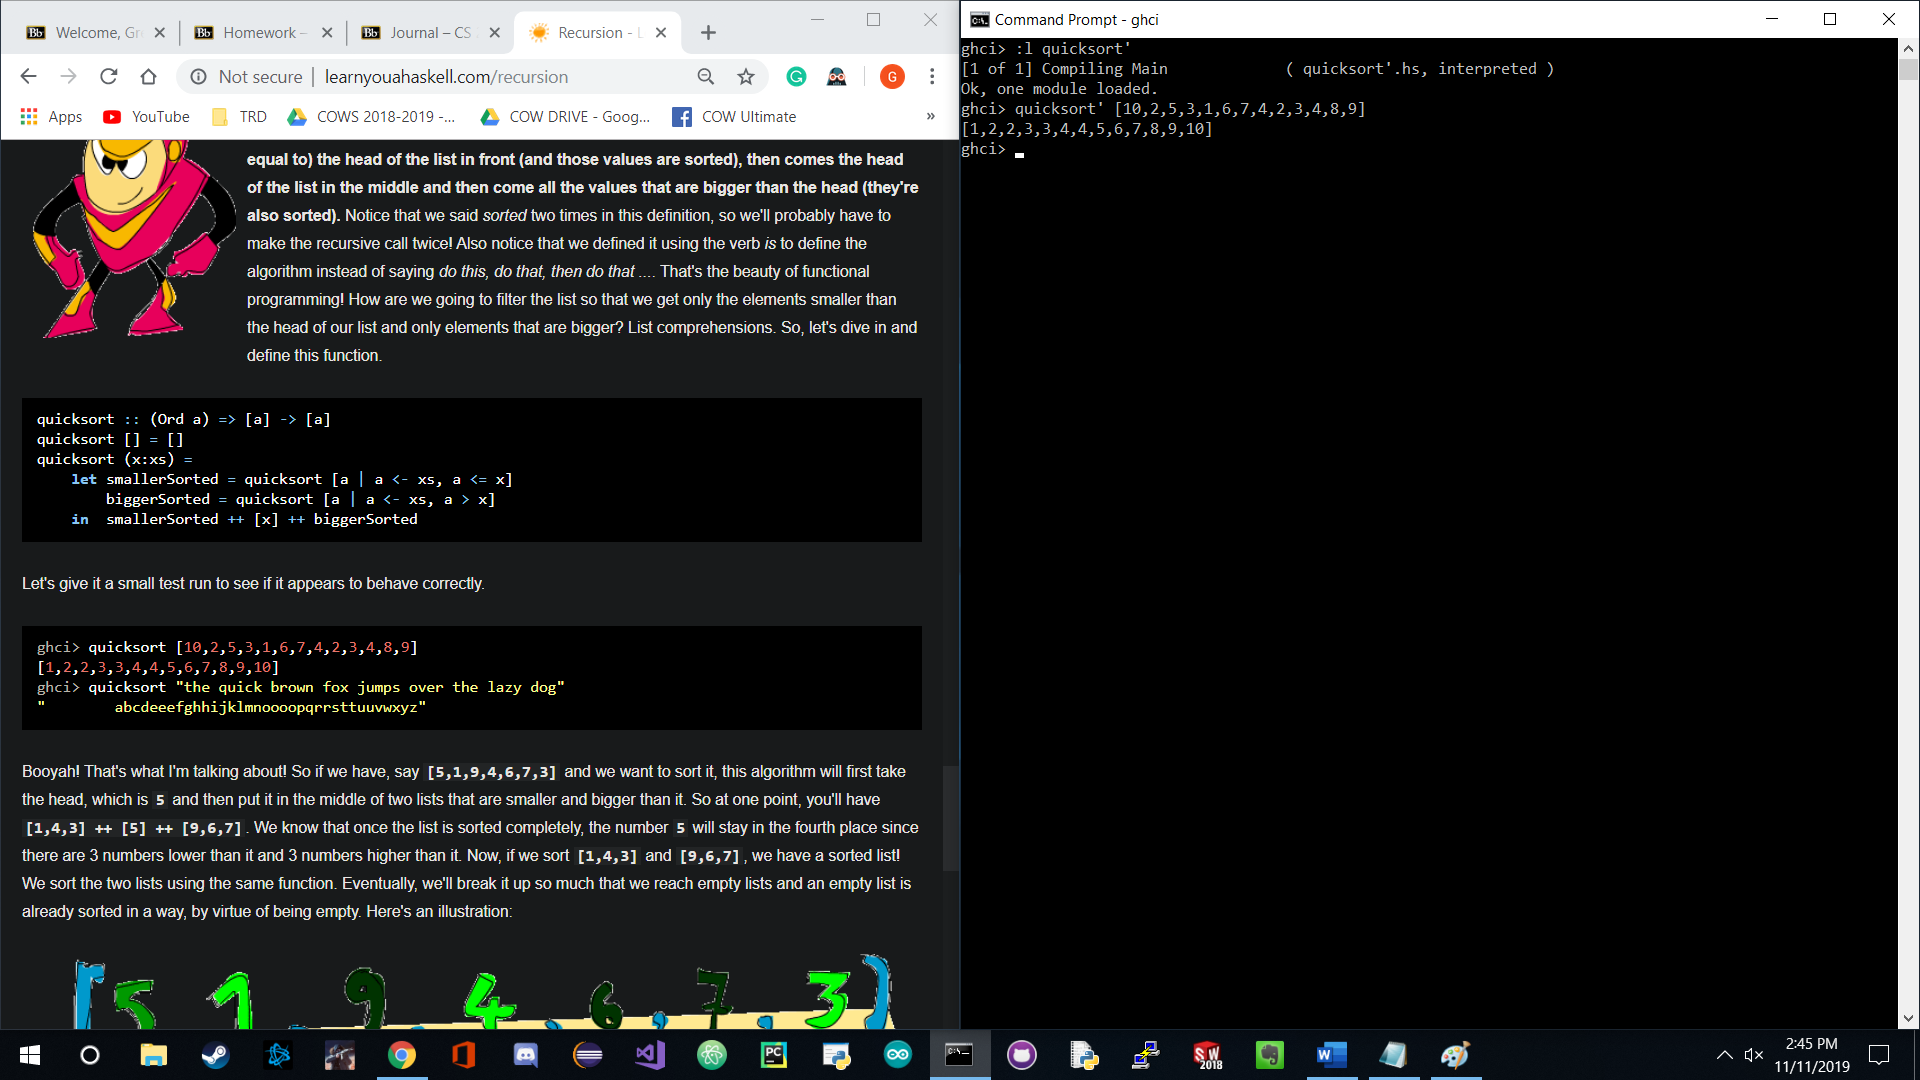 Welcome, Gr
Homework –
Journal – CS
Recursion - L
Not secure | learnyouahaskell.com/recursion
G
Apps
YouTube
TRD
COWS 2018-2019 -...
COW DRIVE - Goog...
COW Ultimate
»
equal to) the head of the list in front (and those values are sorted), then comes the head
of the list in the middle and then come all the values that are bigger than the head (they're
also sorted). Notice that we said sorted two times in this definition, so we'll probably have to
make the recursive call twice! Also notice that we defined it using the verb is to define the
algorithm instead of saying do this, do that, then do that .... That's the beauty of functional
programming! How are we going to filter the list so that we get only the elements smaller than
the head of our list and only elements that are bigger? List comprehensions. So, let's dive in and
define this function.
quicksort :: (Ord a) => [a] -> [a]
quicksort [] = []
quicksort (x:xs) =
    let smallerSorted = quicksort [a | a <- xs, a <= x]
        biggerSorted = quicksort [a | a <- xs, a > x]
    in  smallerSorted ++ [x] ++ biggerSorted
Let's give it a small test run to see if it appears to behave correctly.
ghci> quicksort [10,2,5,3,1,6,7,4,2,3,4,8,9]
[1,2,2,3,3,4,4,5,6,7,8,9,10]
ghci> quicksort "the quick brown fox jumps over the lazy dog"
"        abcdeeefghhijklmnoooopqrrsttuuvwxyz"
Booyah! That's what I'm talking about! So if we have, say [5,1,9,4,6,7,3] and we want to sort it, this algorithm will first take
the head, which is 5 and then put it in the middle of two lists that are smaller and bigger than it. So at one point, you'll have
[1,4,3] ++ [5] ++ [9,6,7]. We know that once the list is sorted completely, the number 5 will stay in the fourth place since
there are 3 numbers lower than it and 3 numbers higher than it. Now, if we sort [1,4,3] and [9,6,7], we have a sorted list!
We sort the two lists using the same function. Eventually, we'll break it up so much that we reach empty lists and an empty list is
already sorted in a way, by virtue of being empty. Here's an illustration:
[5, 1, 9, 4, 6, 7, 3]
Command Prompt - ghci
ghci> :l quicksort'
[1 of 1] Compiling Main             ( quicksort'.hs, interpreted )
Ok, one module loaded.
ghci> quicksort' [10,2,5,3,1,6,7,4,2,3,4,8,9]
[1,2,2,3,3,4,4,5,6,7,8,9,10]
ghci>
2:45 PM
11/11/2019